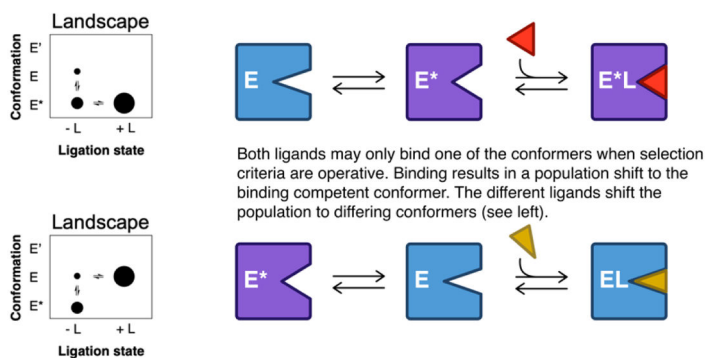 Landscape
Conformation
E'
E
E*
- L
+ L
Ligation state
E
E*
E*L
Both ligands may only bind one of the conformers when selection
criteria are operative. Binding results in a population shift to the
binding competent conformer. The different ligands shift the
population to differing conformers (see left).
Landscape
Conformation
E'
E
E*
- L
+ L
Ligation state
E*
E
EL